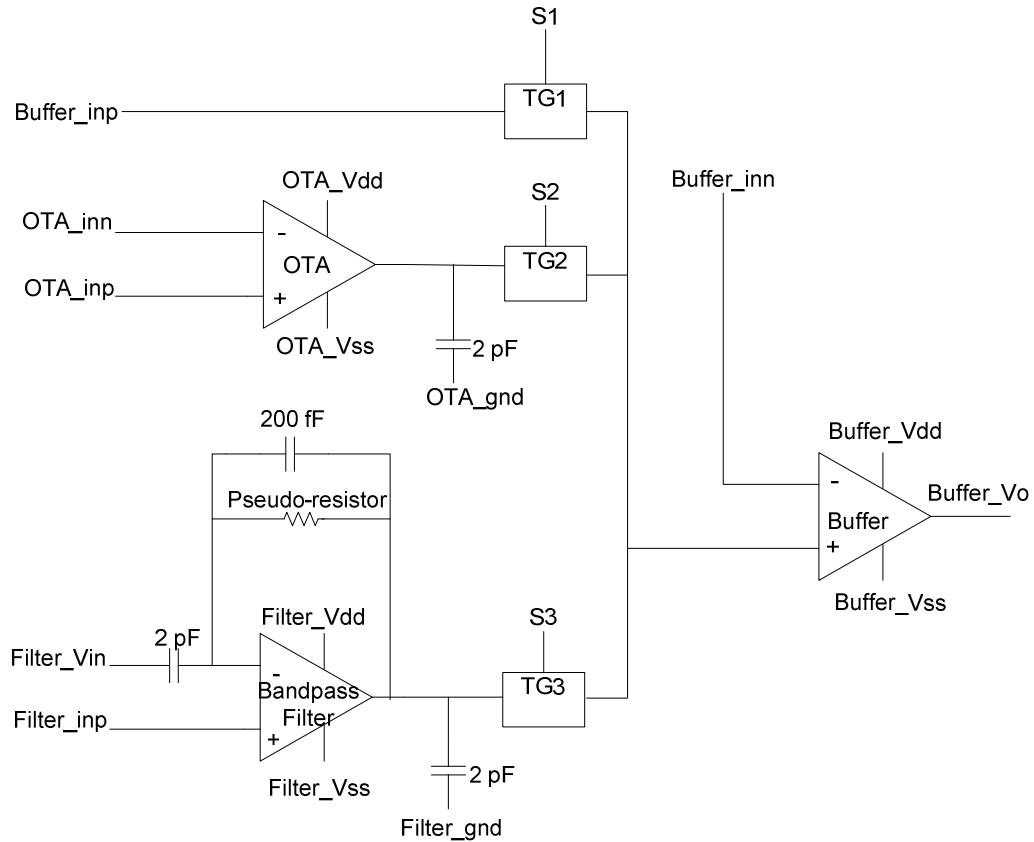 S1
TG1
Buffer_inp
Buffer_inn
OTA_Vdd
S2
OTA_inn
-
OTA
TG2
OTA_inp
+
OTA_Vss
2 pF
OTA_gnd
200 fF
Buffer_Vdd
Pseudo-resistor
-
Buffer_Vo
Buffer
+
Buffer_Vss
Filter_Vdd
S3
2 pF
Filter_Vin
-
Bandpass
TG3
Filter_inp
Filter
+
Filter_Vss
2 pF
Filter_gnd